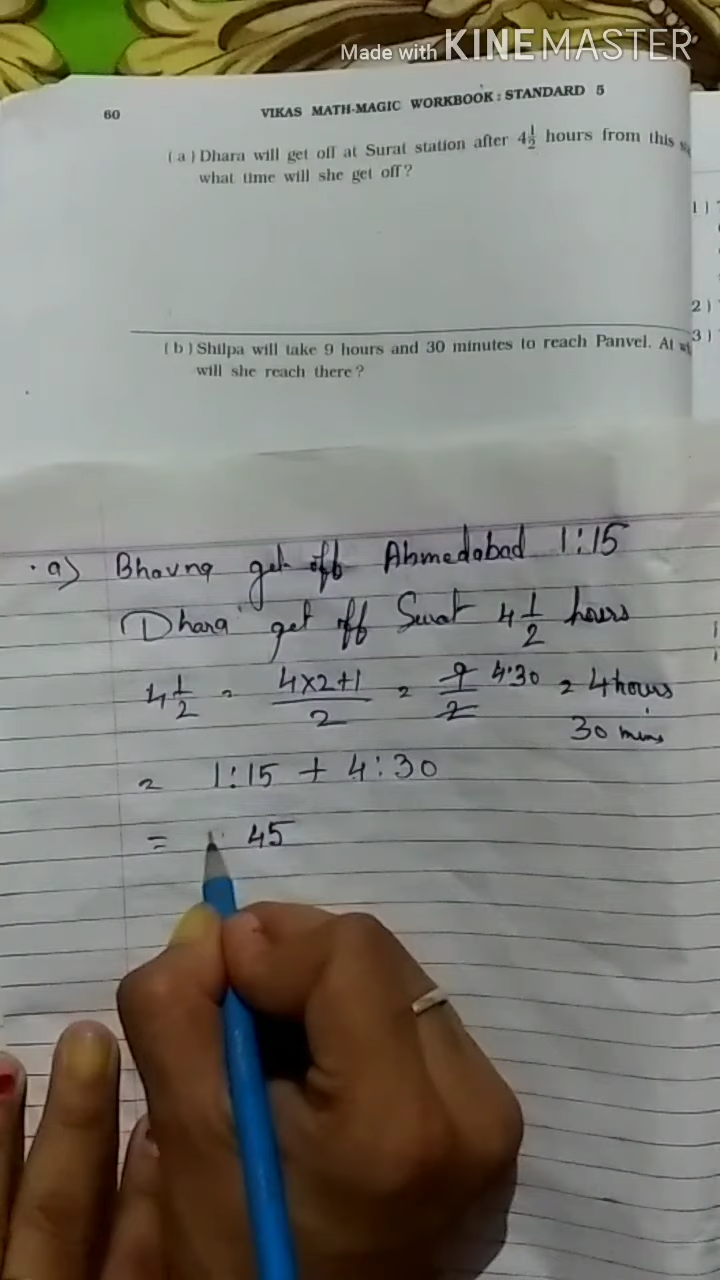 Made with KINEMASTER
60 VIKAS MATH-MAGIC WORKBOOK : STANDARD 5
( a ) Dhara will get off at Surat station after 4 1/2 hours from this
what time will she get off ?
1 )
2 )
( b ) Shilpa will take 9 hours and 30 minutes to reach Panvel. At
3 )
will she reach there ?
a) Bhavna get off Ahmedabad 1:15
Dhara get off Surat 4 1/2 hours
4 1/2 = 4x2+1/2 = 9/2 4.30 = 4 hours
30 mins
= 1:15 + 4:30
= 45